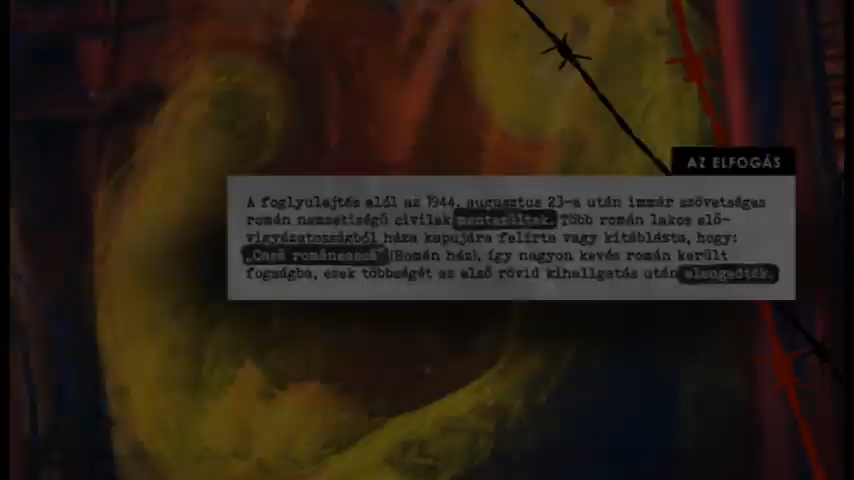 AZ ELFOGÁS
A foglyulejtés alól az 1944. augusztus 23-a után immár szövetséges
román nemzetiségű civilek mentesültek. Több román lakos elő-
vigyázatosságból háza kapujára felírta vagy kitáblázta, hogy:
„Casă românească” (Román ház), így nagyon kevés román került
fogságba, ezek többségét az első rövid kihallgatás után elengedték.